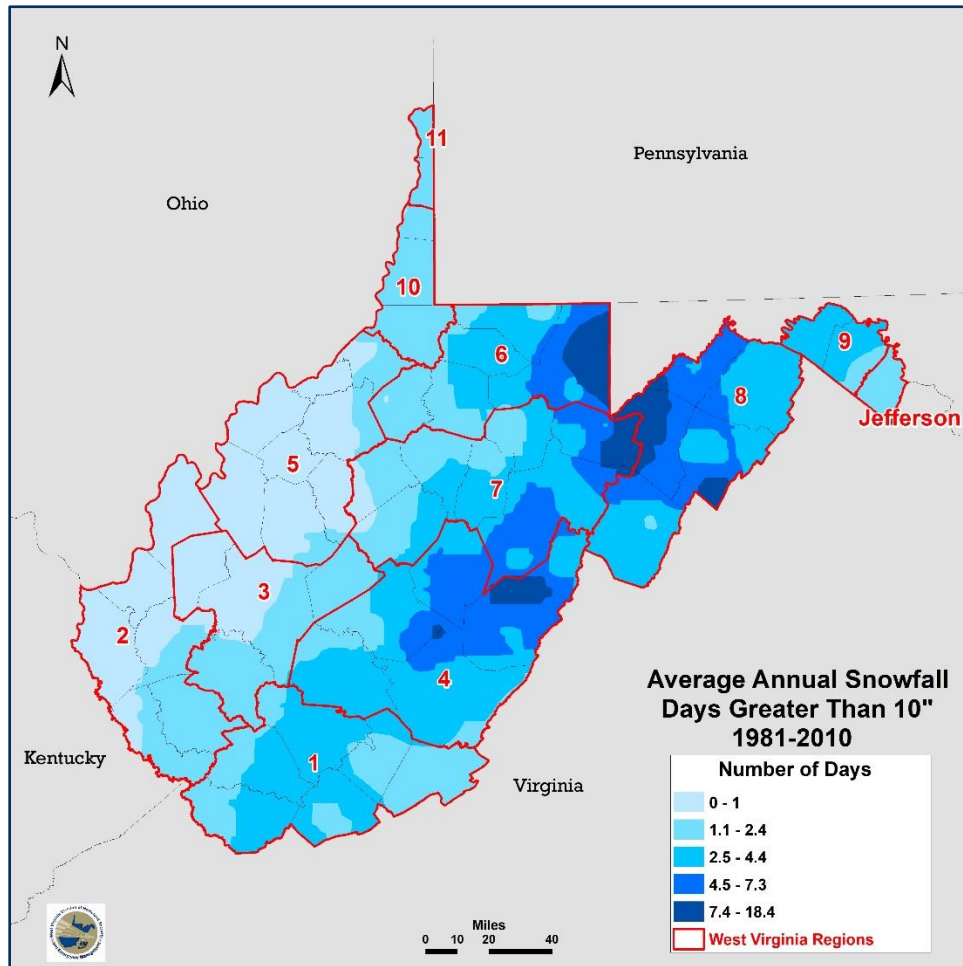 N
11
Pennsylvania
Ohio
10
6
9
8
Jefferson
5
7
3
2
4
1
Kentucky
Virginia
Average Annual Snowfall
Days Greater Than 10"
1981-2010
Number of Days
0 - 1
1.1 - 2.4
2.5 - 4.4
4.5 - 7.3
7.4 - 18.4
West Virginia Regions
Miles
0 10 20 40